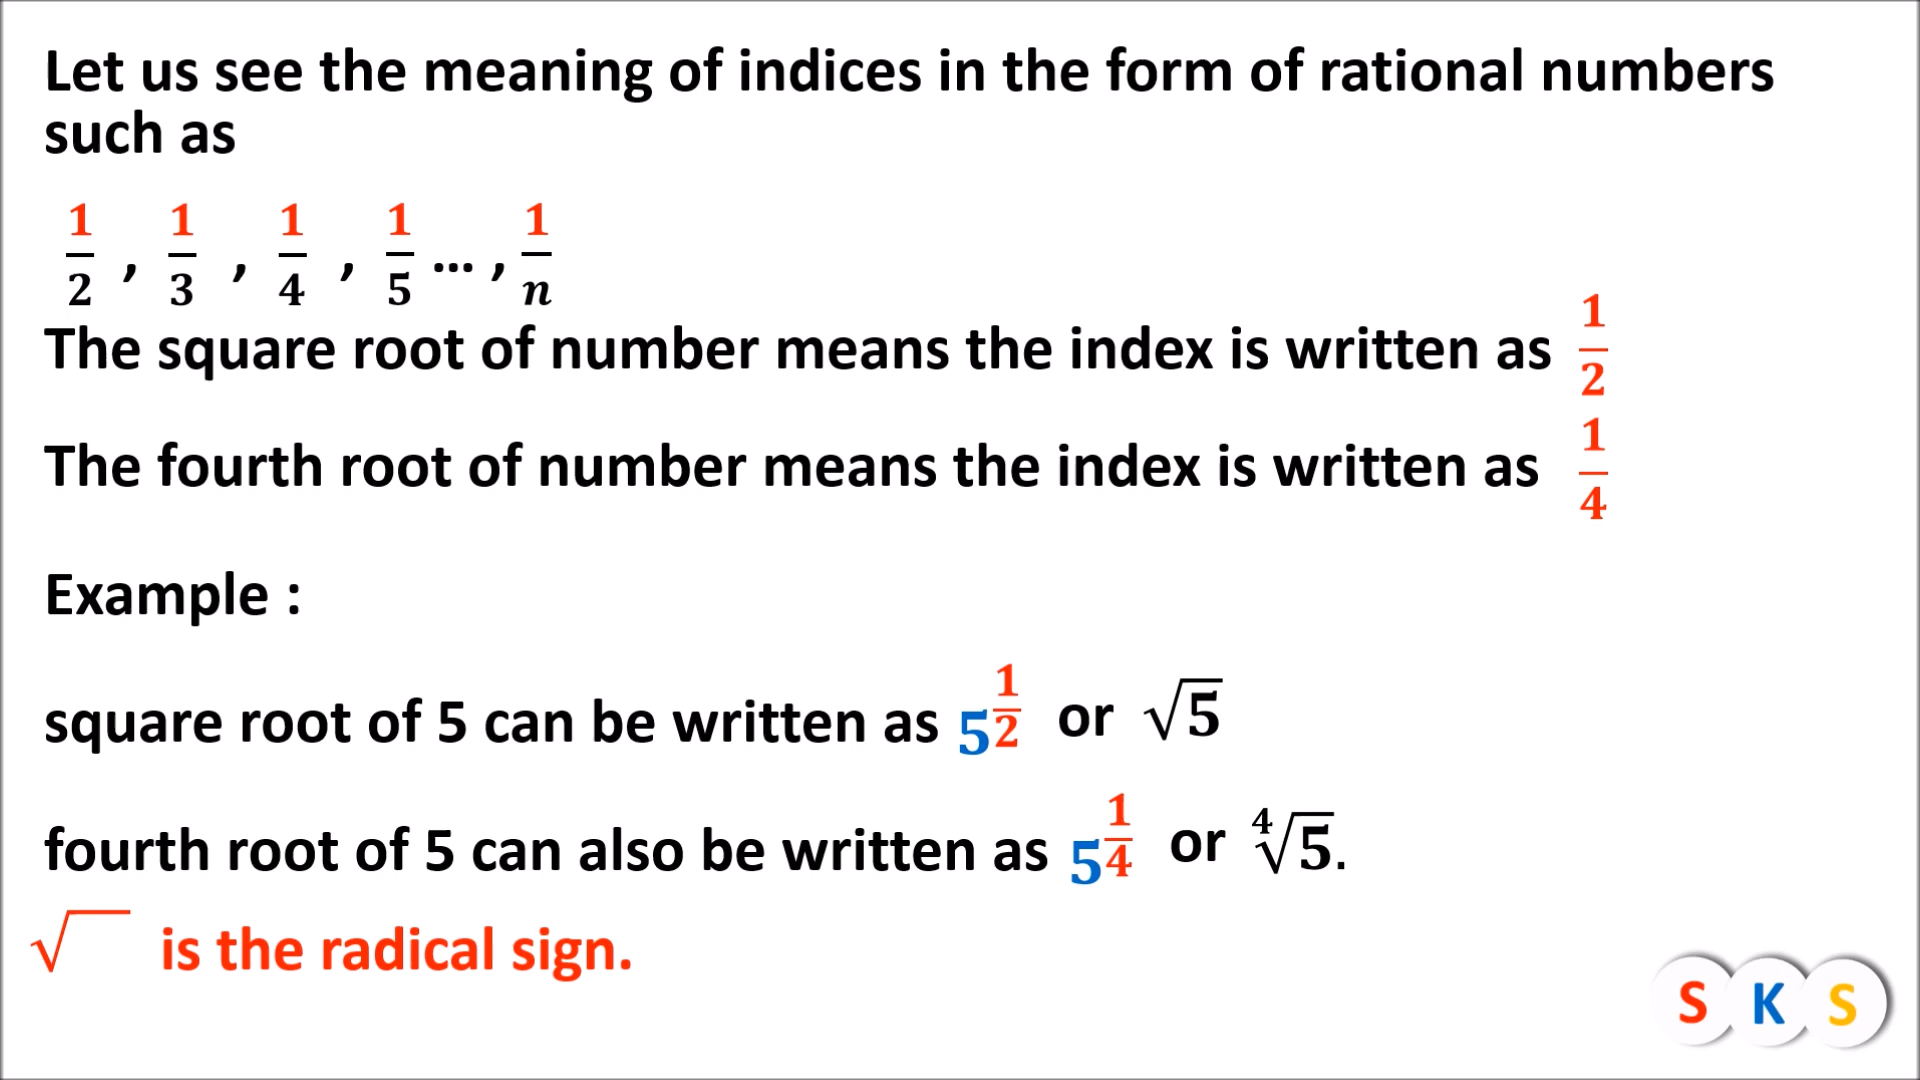 Let us see the meaning of indices in the form of rational numbers
such as
1/2 , 1/3 , 1/4 , 1/5 ... , 1/n
The square root of number means the index is written as 1/2
The fourth root of number means the index is written as 1/4
Example :
square root of 5 can be written as 5^(1/2) or √5
fourth root of 5 can also be written as 5^(1/4) or ⁴√5.
√ is the radical sign.
S K S